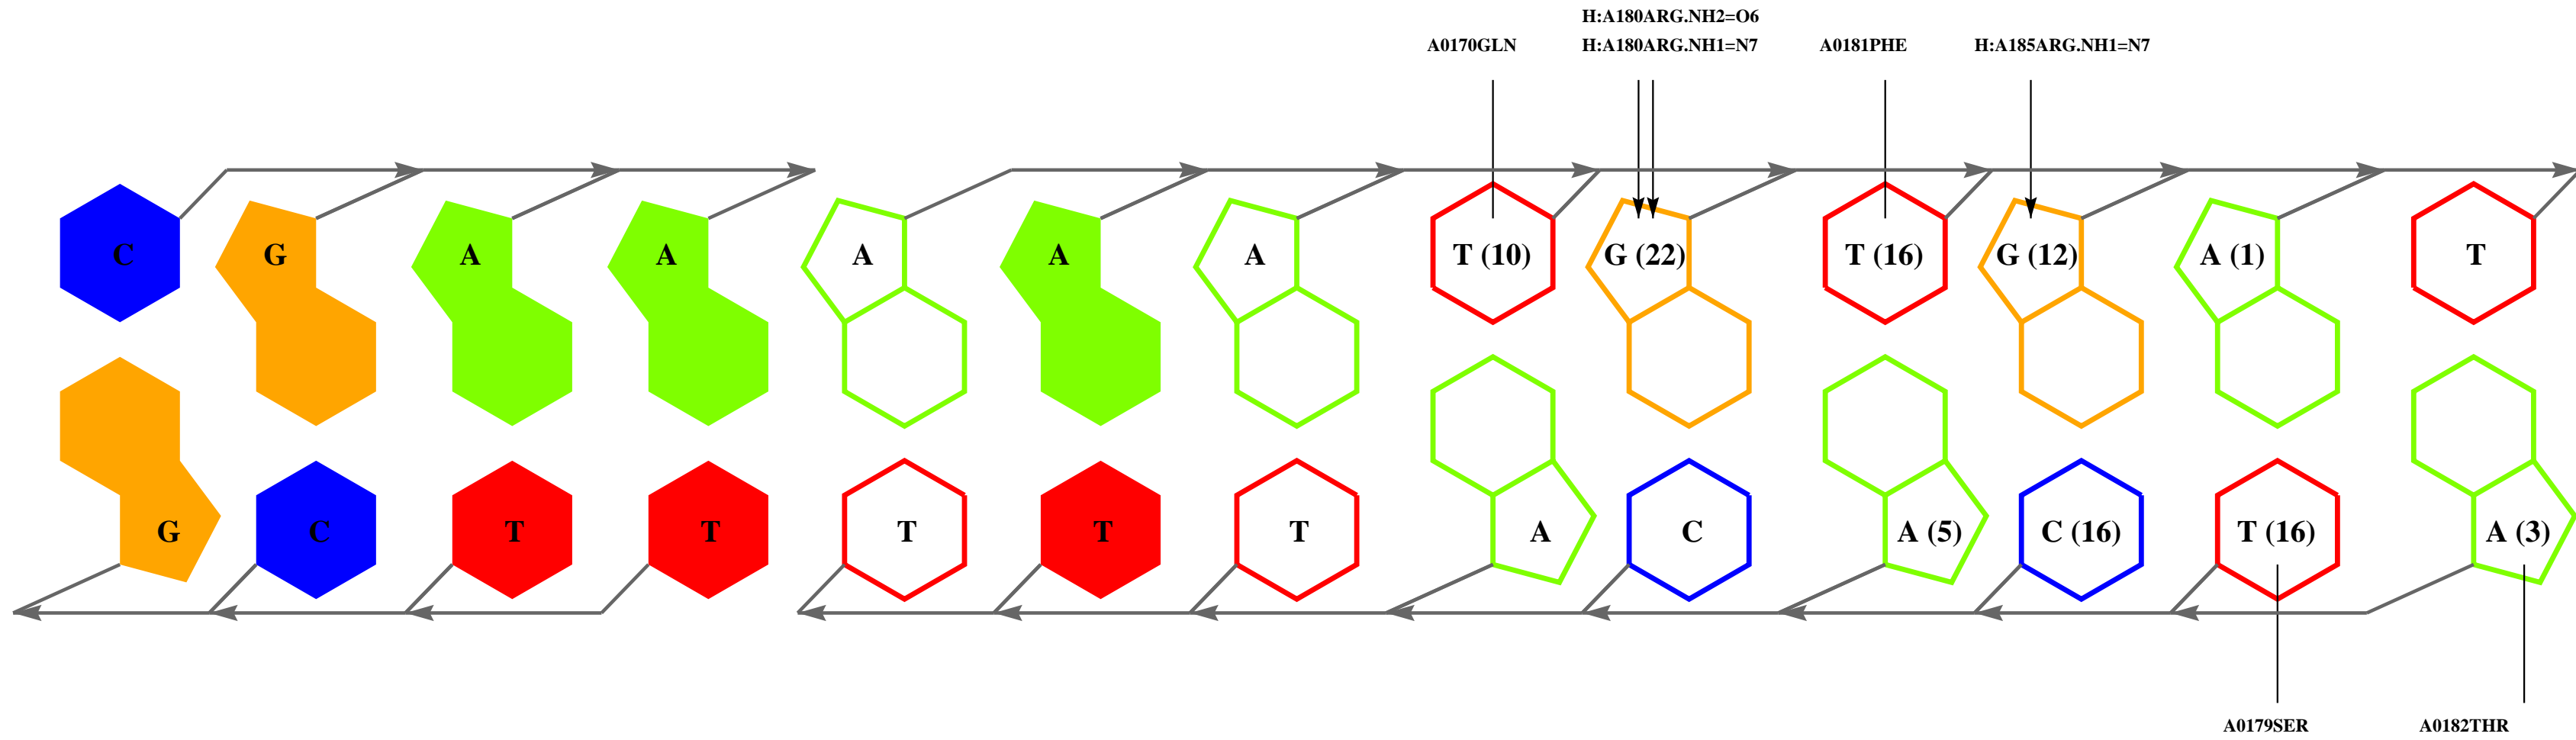 H:A180ARG.NH2=O6
A0170GLN H:A180ARG.NH1=N7 A0181PHE H:A185ARG.NH1=N7
C G A A A A A T (10) G (22) T (16) G (12) A (1) T
G C T T T T T A C A (5) C (16) T (16) A (3)
A0179SER A0182THR